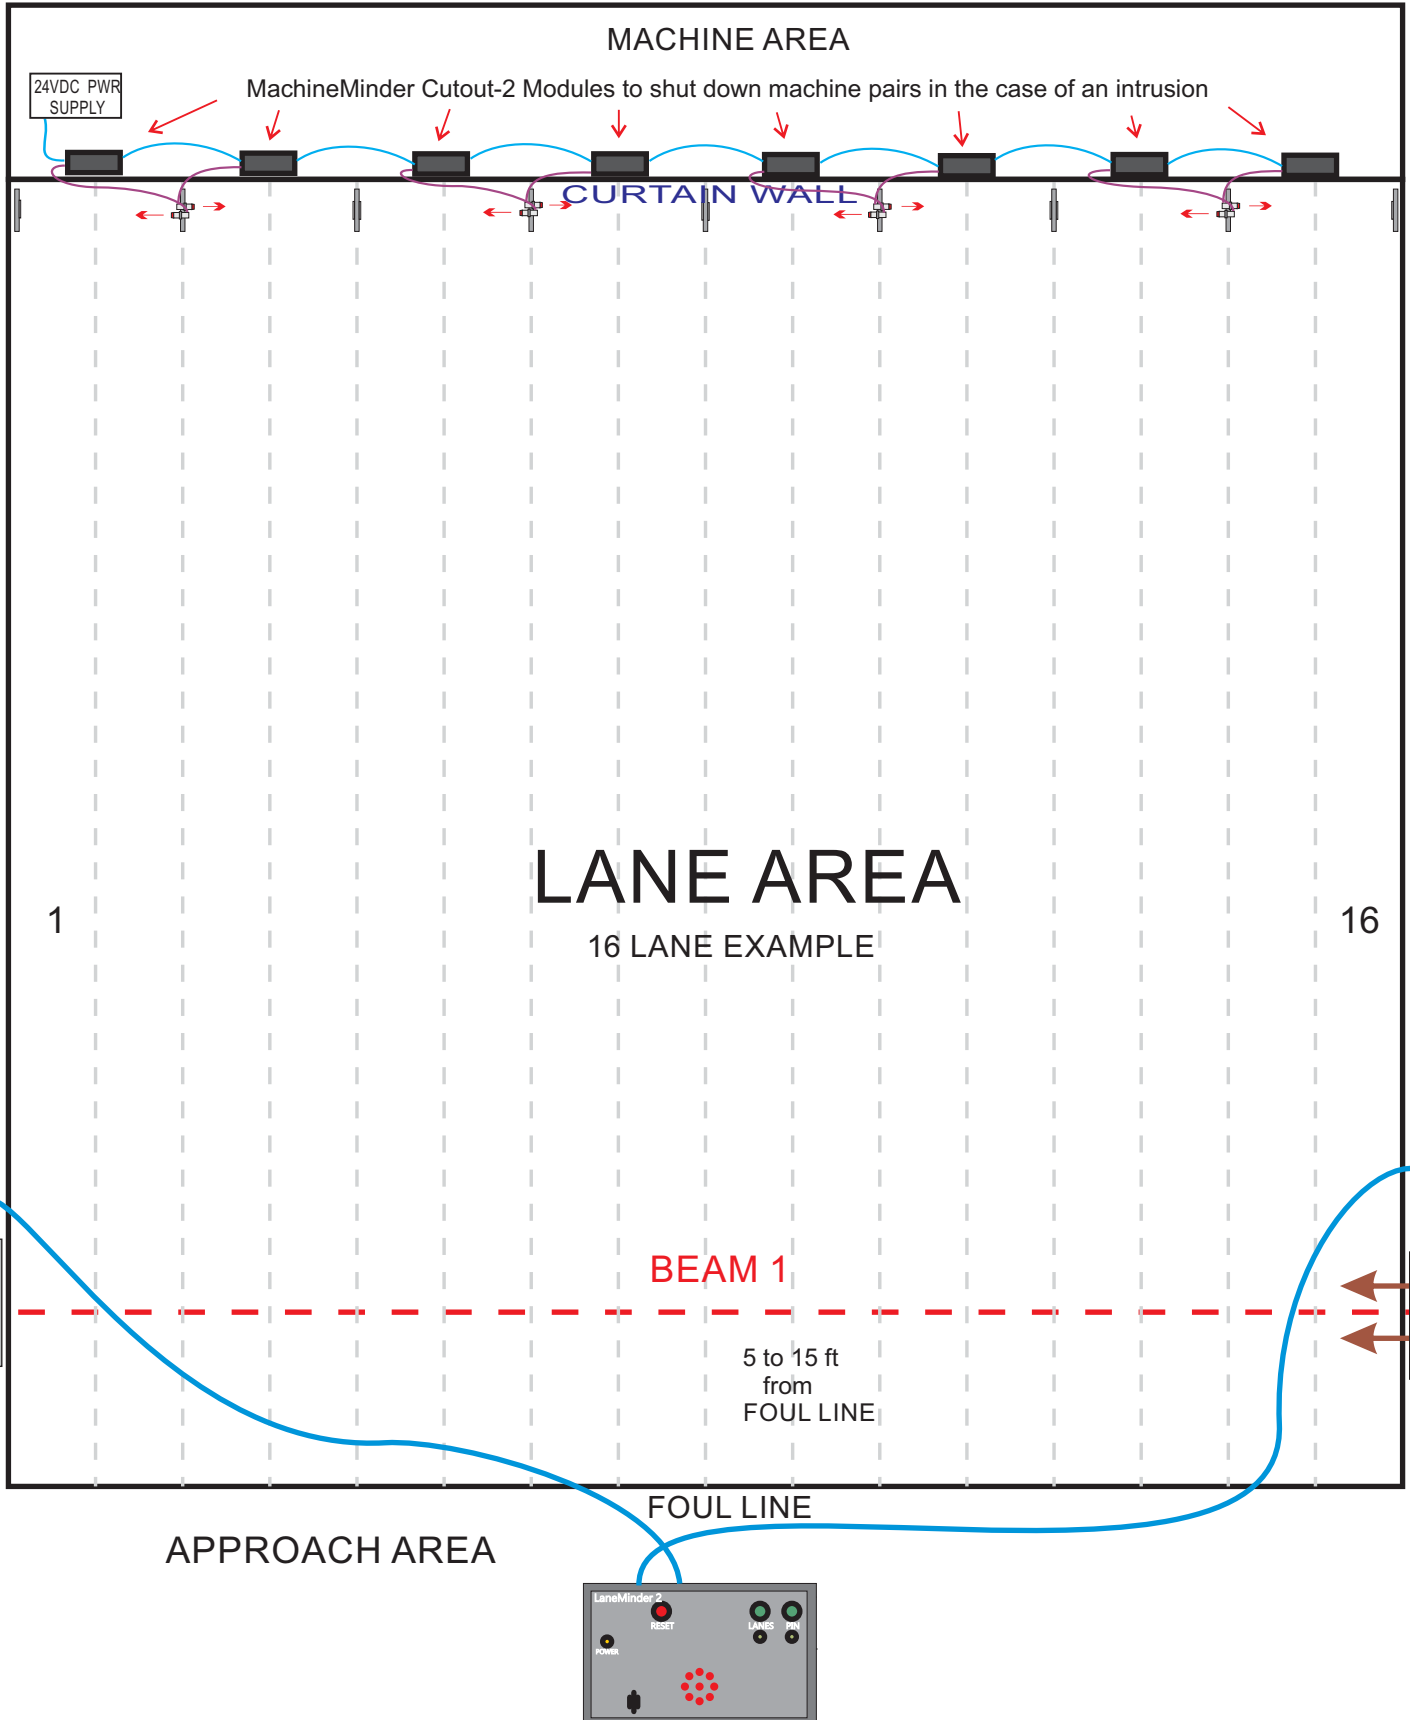 MACHINE AREA
24VDC PWR
SUPPLY
MachineMinder Cutout-2 Modules to shut down machine pairs in the case of an intrusion
CURTAIN WALL
LANE AREA
1
16
16 LANE EXAMPLE
BEAM 1
5 to 15 ft
from
FOUL LINE
FOUL LINE
APPROACH AREA
LaneMinder 2
RESET
LANES
PIN
POWER